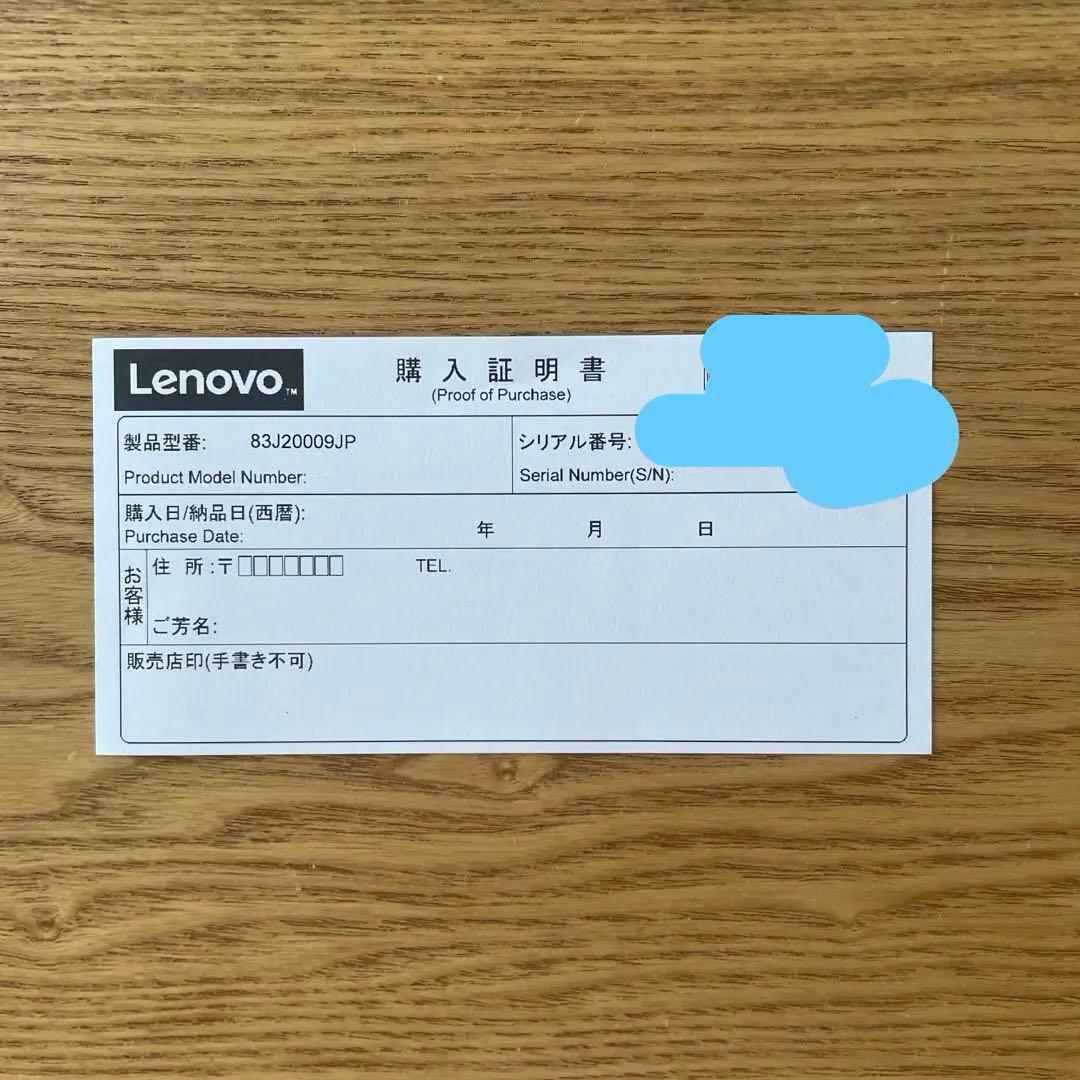 Lenovo™
購入証明書
(Proof of Purchase)
製品型番: 83J20009JP
Product Model Number:
シリアル番号:
Serial Number(S/N):
購入日/納品日(西暦):
Purchase Date: 年 月 日
お客様
住 所:〒□□□□□□□ TEL.
ご芳名:
販売店印(手書き不可)